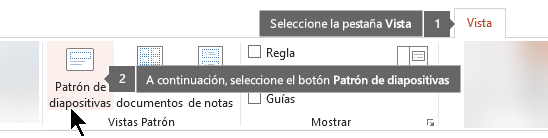 Seleccione la pestaña Vista 1 Vista
Regla
Patrón de
diapositivas
2 A continuación, seleccione el botón Patrón de diapositivas
documentos de notas
Guías
Vistas Patrón
Mostrar